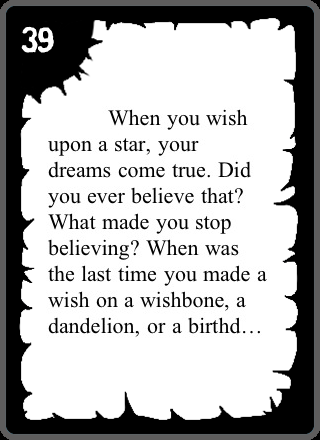 39
When you wish
upon a star, your
dreams come true. Did
you ever believe that?
What made you stop
believing? When was
the last time you made a
wish on a wishbone, a
dandelion, or a birthd…